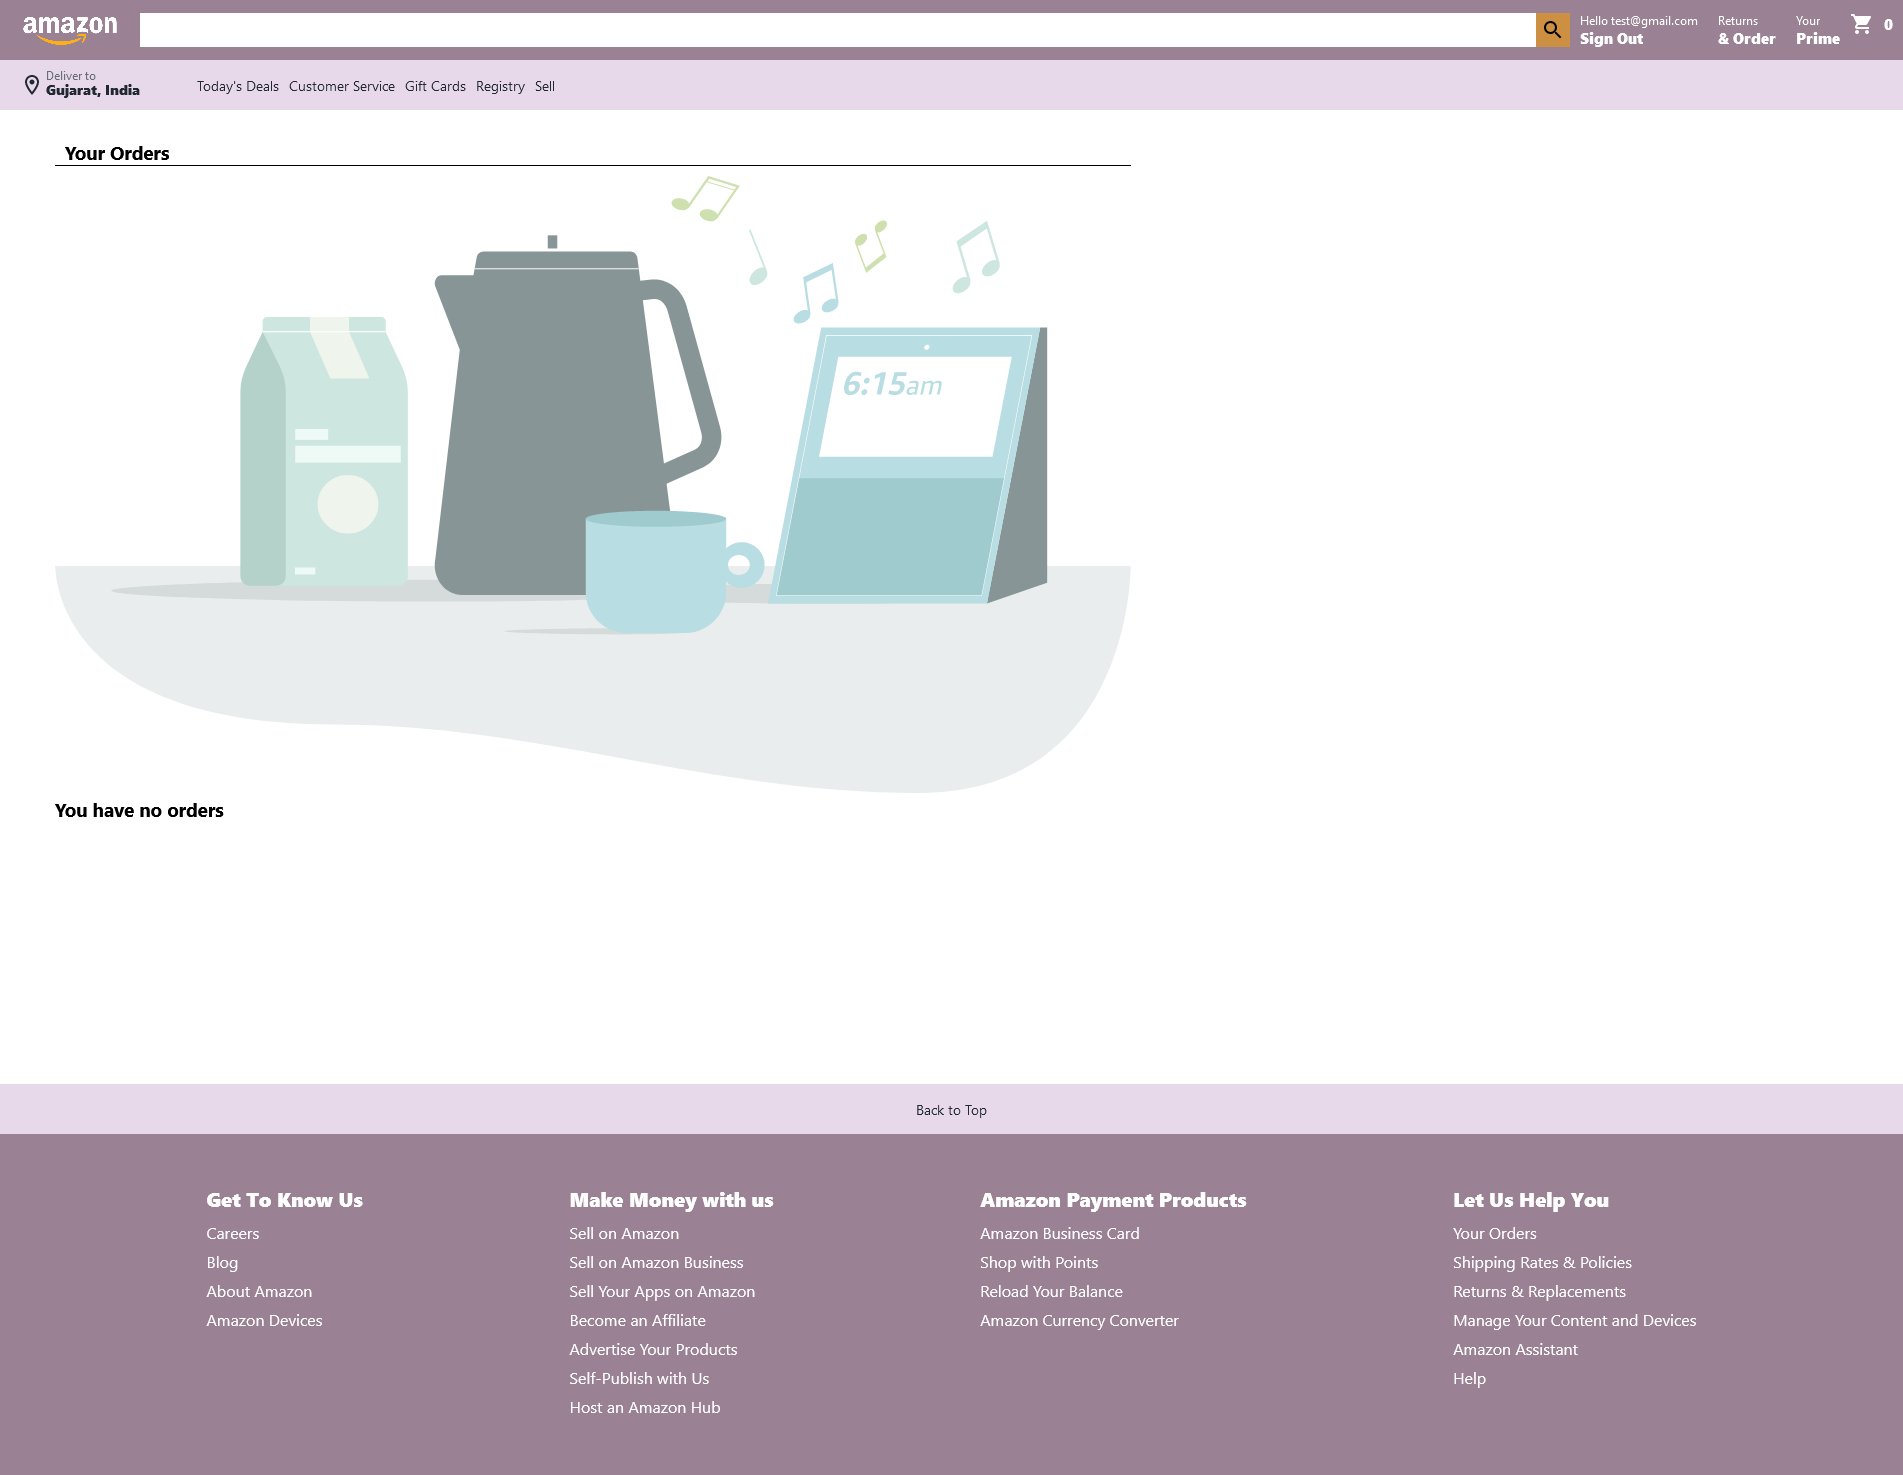 amazon
Hello test@gmail.com
Sign Out
Returns
& Order
Your
Prime
0
Deliver to
Gujarat, India
Today's Deals Customer Service Gift Cards Registry Sell
Your Orders
6:15am
You have no orders
Back to Top
Get To Know Us
Careers
Blog
About Amazon
Amazon Devices
Make Money with us
Sell on Amazon
Sell on Amazon Business
Sell Your Apps on Amazon
Become an Affiliate
Advertise Your Products
Self-Publish with Us
Host an Amazon Hub
Amazon Payment Products
Amazon Business Card
Shop with Points
Reload Your Balance
Amazon Currency Converter
Let Us Help You
Your Orders
Shipping Rates & Policies
Returns & Replacements
Manage Your Content and Devices
Amazon Assistant
Help